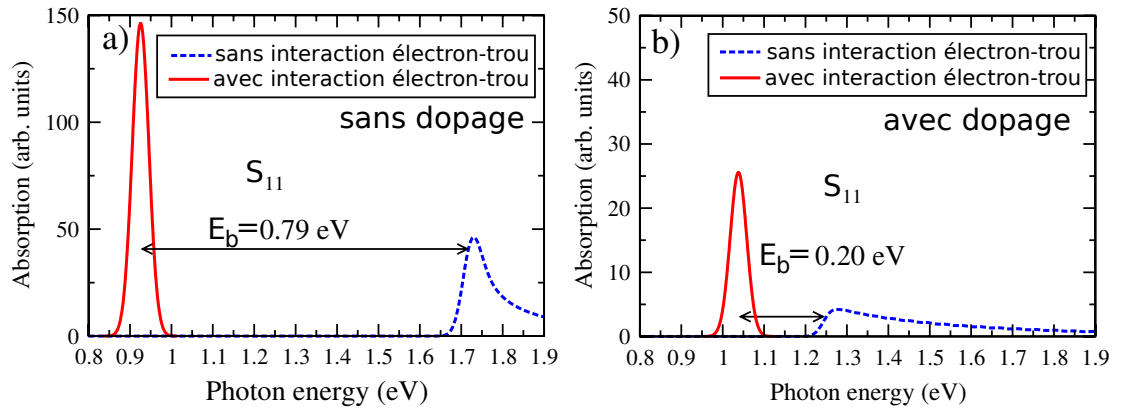 a)
sans interaction électron-trou
avec interaction électron-trou
sans dopage
S11
Eb=0.79 eV
Absorption (arb. units)
150
100
50
0
0.8 0.9 1 1.1 1.2 1.3 1.4 1.5 1.6 1.7 1.8 1.9
Photon energy (eV)
b)
sans interaction électron-trou
avec interaction électron-trou
avec dopage
S11
Eb= 0.20 eV
Absorption (arb. units)
50
40
30
20
10
0
0.8 0.9 1 1.1 1.2 1.3 1.4 1.5 1.6 1.7 1.8 1.9
Photon energy (eV)